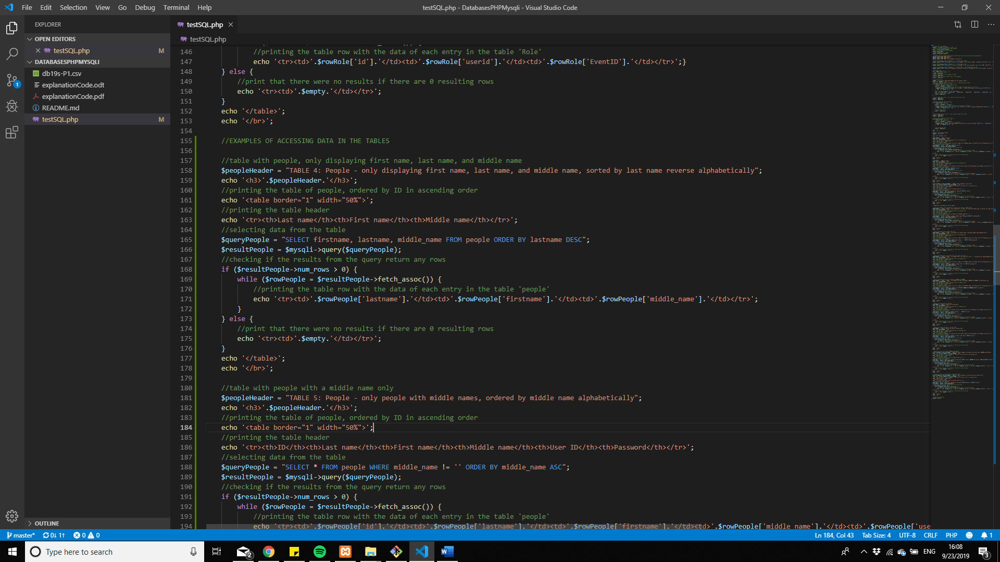 File Edit Selection View Go Debug Terminal Help
testSQL.php - DatabasesPHPMysqli - Visual Studio Code
EXPLORER
OPEN EDITORS
testSQL.php M
DATABASESPHPMYSQLI
db19s-P1.csv
explanationCode.odt
explanationCode.pdf
README.md
testSQL.php M
OUTLINE
testSQL.php
testSQL.php
146 //printing the table row with the data of each entry in the table 'Role'
147 echo '<tr><td>'.$rowRole['id'].'</td><td>'.$rowRole['userid'].'</td><td>'.$rowRole['EventID'].'</td></tr>';}
148 } else {
149 //print that there were no results if there are 0 resulting rows
150 echo '<tr><td>'.$empty.'</td></tr>';
151 }
152 echo '</table>';
153 echo '</br>';
154
155 //EXAMPLES OF ACCESSING DATA IN THE TABLES
156
157 //table with people, only displaying first name, last name, and middle name
158 $peopleHeader = "TABLE 4: People - only displaying first name, last name, and middle name, sorted by last name reverse alphabetically";
159 echo '<h3>'.$peopleHeader.'</h3>';
160 //printing the table of people, ordered by ID in ascending order
161 echo '<table border="1" width="50%">';
162 //printing the table header
163 echo '<tr><th>Last name</th><th>First name</th><th>Middle name</th></tr>';
164 //selecting data from the table
165 $queryPeople = "SELECT firstname, lastname, middle_name FROM people ORDER BY lastname DESC";
166 $resultPeople = $mysqli->query($queryPeople);
167 //checking if the results from the query return any rows
168 if ($resultPeople->num_rows > 0) {
169 while ($rowPeople = $resultPeople->fetch_assoc()) {
170 //printing the table row with the data of each entry in the table 'people'
171 echo '<tr><td>'.$rowPeople['lastname'].'</td><td>'.$rowPeople['firstname'].'</td><td>'.$rowPeople['middle_name'].'</td></tr>';
172 }
173 } else {
174 //print that there were no results if there are 0 resulting rows
175 echo '<tr><td>'.$empty.'</td></tr>';
176 }
177 echo '</table>';
178 echo '</br>';
179
180 //table with people with a middle name only
181 $peopleHeader = "TABLE 5: People - only people with middle names, ordered by middle name alphabetically";
182 echo '<h3>'.$peopleHeader.'</h3>';
183 //printing the table of people, ordered by ID in ascending order
184 echo '<table border="1" width="50%">';
185 //printing the table header
186 echo '<tr><th>ID</th><th>Last name</th><th>First name</th><th>Middle name</th><th>User ID</th><th>Password</th></tr>';
187 //selecting data from the table
188 $queryPeople = "SELECT * FROM people WHERE middle_name != '' ORDER BY middle_name ASC";
189 $resultPeople = $mysqli->query($queryPeople);
190 //checking if the results from the query return any rows
191 if ($resultPeople->num_rows > 0) {
192 while ($rowPeople = $resultPeople->fetch_assoc()) {
193 //printing the table row with the data of each entry in the table 'people'
194 echo '<tr><td>'.$rowPeople['id'].'</td><td>'.$rowPeople['lastname'].'</td><td>'.$rowPeople['firstname'].'</td><td>'.$rowPeople['middle_name'].'</td><td>'.$rowPeople['use
master* 0↓ 1↑ 0 0
Ln 184, Col 43 Tab Size: 4 UTF-8 CRLF PHP 1
Type here to search
2
ENG
16:08
9/23/2019
3